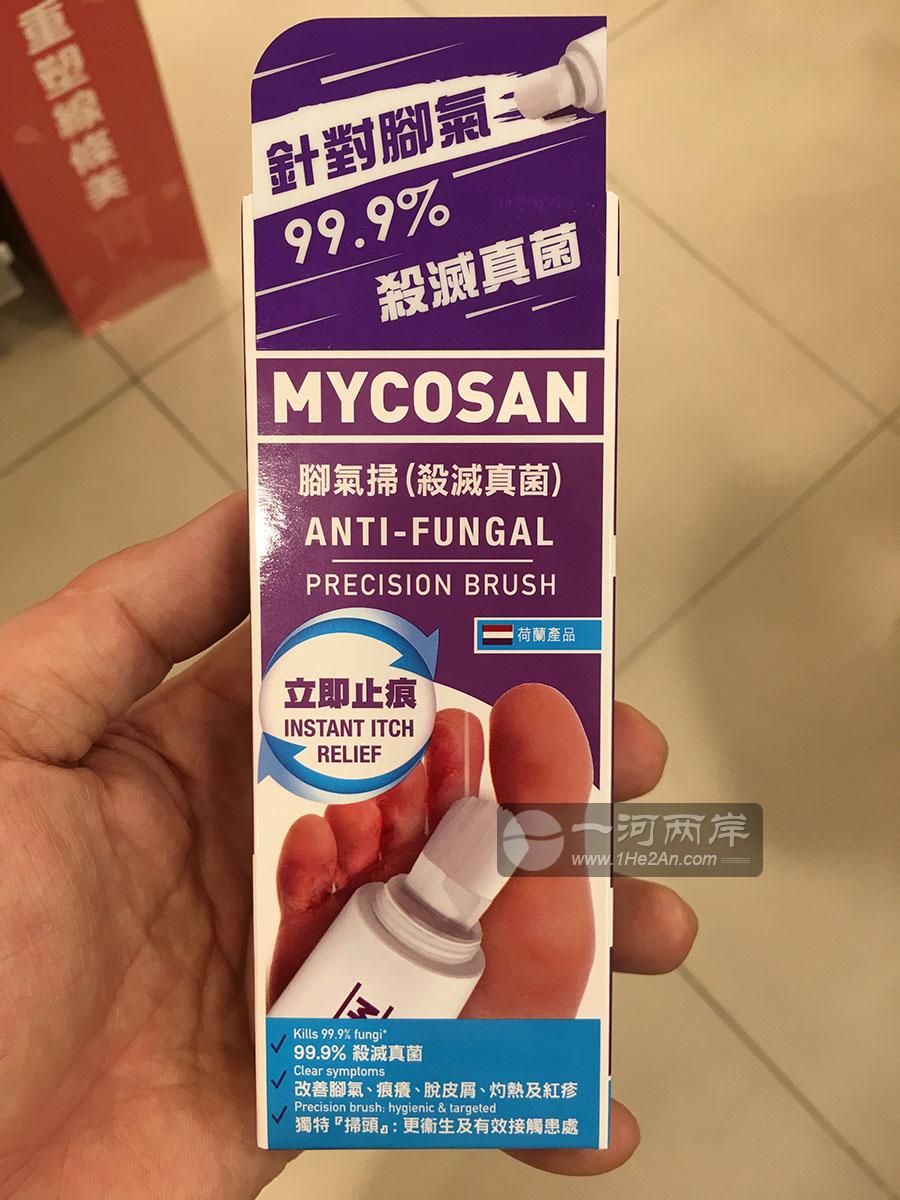 針對腳氣
99.9%
殺滅真菌
MYCOSAN
腳氣掃(殺滅真菌)
ANTI-FUNGAL
PRECISION BRUSH
荷蘭產品
立即止痕
INSTANT ITCH
RELIEF
一河两岸
www.1He2An.com
Kills 99.9% fungi*
99.9% 殺滅真菌
Clear symptoms
改善腳氣、痕癢、脫皮屑、灼熱及紅疹
Precision brush: hygienic & targeted
獨特『掃頭』: 更衞生及有效接觸患處